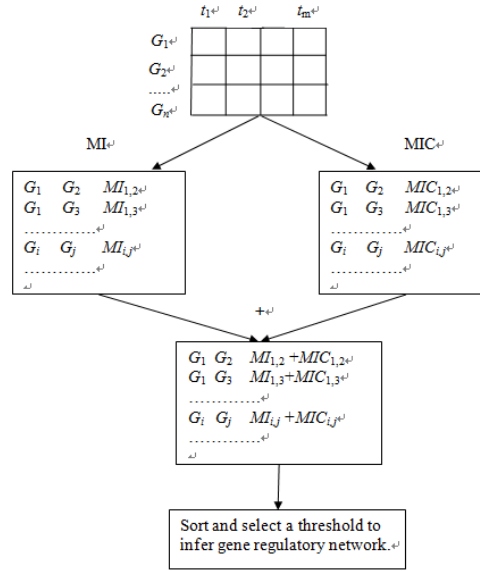 t1 t2 tm
G1
G2
.....
Gn
MI MIC
G1 G2 MI1,2
G1 G3 MI1,3
.............
Gi Gj MIi,j
.............
G1 G2 MIC1,2
G1 G3 MIC1,3
.............
Gi Gj MICi,j
.............
+
G1 G2 MI1,2 +MIC1,2
G1 G3 MI1,3+MIC1,3
.............
Gi Gj MIi,j +MICi,j
.............
Sort and select a threshold to
infer gene regulatory network.